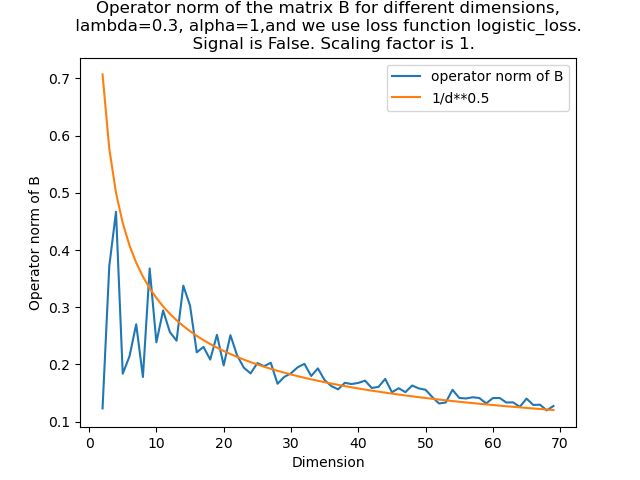 Operator norm of the matrix B for different dimensions,
lambda=0.3, alpha=1,and we use loss function logistic_loss.
Signal is False. Scaling factor is 1.
operator norm of B
1/d**0.5
Operator norm of B
0.7
0.6
0.5
0.4
0.3
0.2
0.1
0 10 20 30 40 50 60 70
Dimension